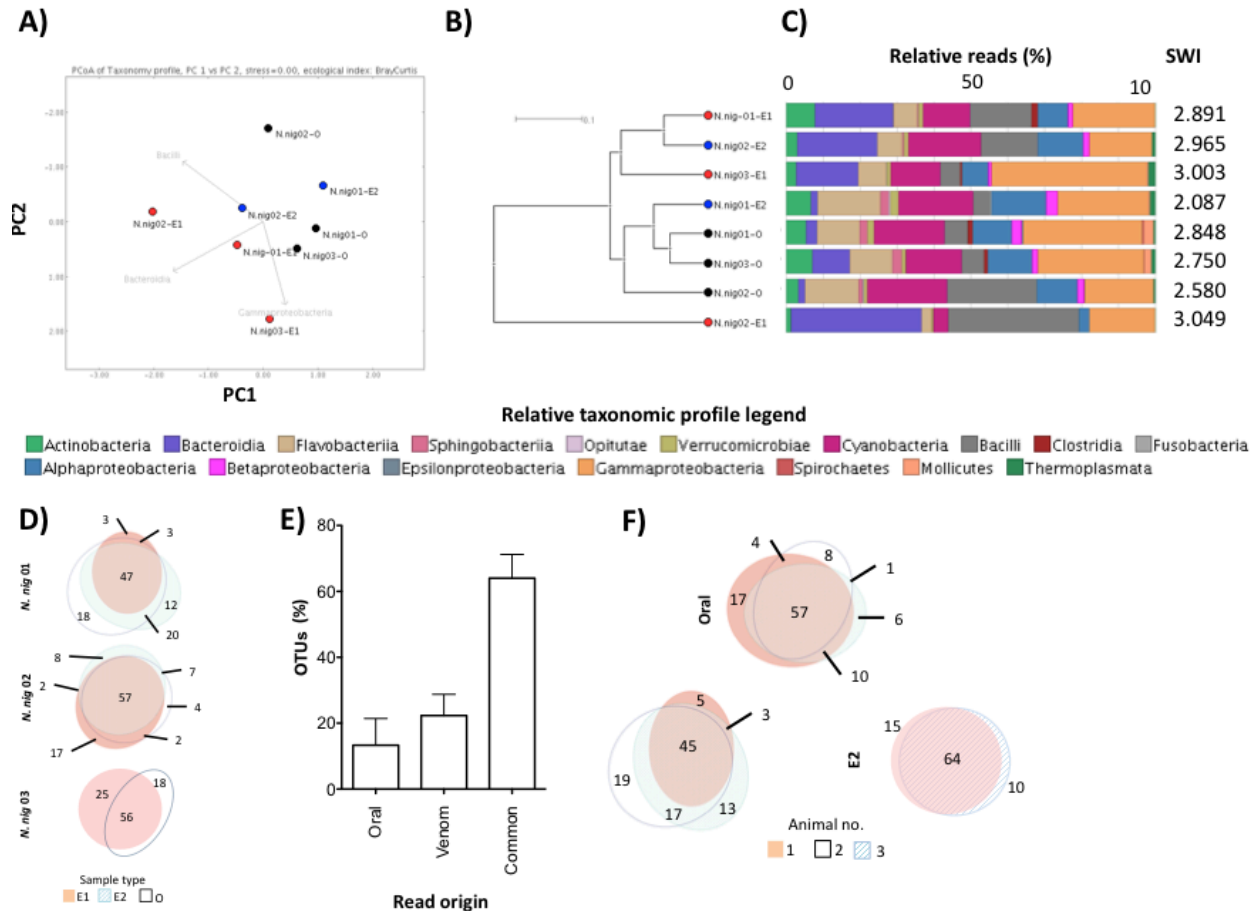 A)
PCoA of Taxonomy profile, PC 1 vs PC 2, stress=0.00, ecological index: BrayCurtis
-2.00
-1.00
0.00
1.00
2.00
-3.00 -2.00 -1.00 0.00 1.00 2.00
PC2
PC1
N.nig02-O
Bacilli
N.nig01-E2
N.nig02-E2
N.nig02-E1
N.nig01-O
N.nig-01-E1
N.nig03-O
Bacteroidia
Gammaproteobacteria
N.nig03-E1
B)
0.1
N.nig-01-E1
N.nig02-E2
N.nig03-E1
N.nig01-E2
N.nig01-O
N.nig03-O
N.nig02-O
N.nig02-E1
C)
Relative reads (%) SWI
0 50 10
2.891
2.965
3.003
2.087
2.848
2.750
2.580
3.049
Relative taxonomic profile legend
Actinobacteria Bacteroidia Flavobacteriia Sphingobacteriia Opitutae Verrucomicrobiae Cyanobacteria Bacilli Clostridia Fusobacteria
Alphaproteobacteria Betaproteobacteria Epsilonproteobacteria Gammaproteobacteria Spirochaetes Mollicutes Thermoplasmata
D)
N. nig 01
3
3
47
12
18
20
N. nig 02
8
7
2
57
4
17
2
N. nig 03
25
18
56
Sample type
E1 E2 O
E)
OTUs (%)
80
60
40
20
0
Oral
Venom
Common
Read origin
F)
Oral
4
8
1
17
57
6
10
5
3
45
19
17
13
E2
15
64
10
Animal no.
1 2 3